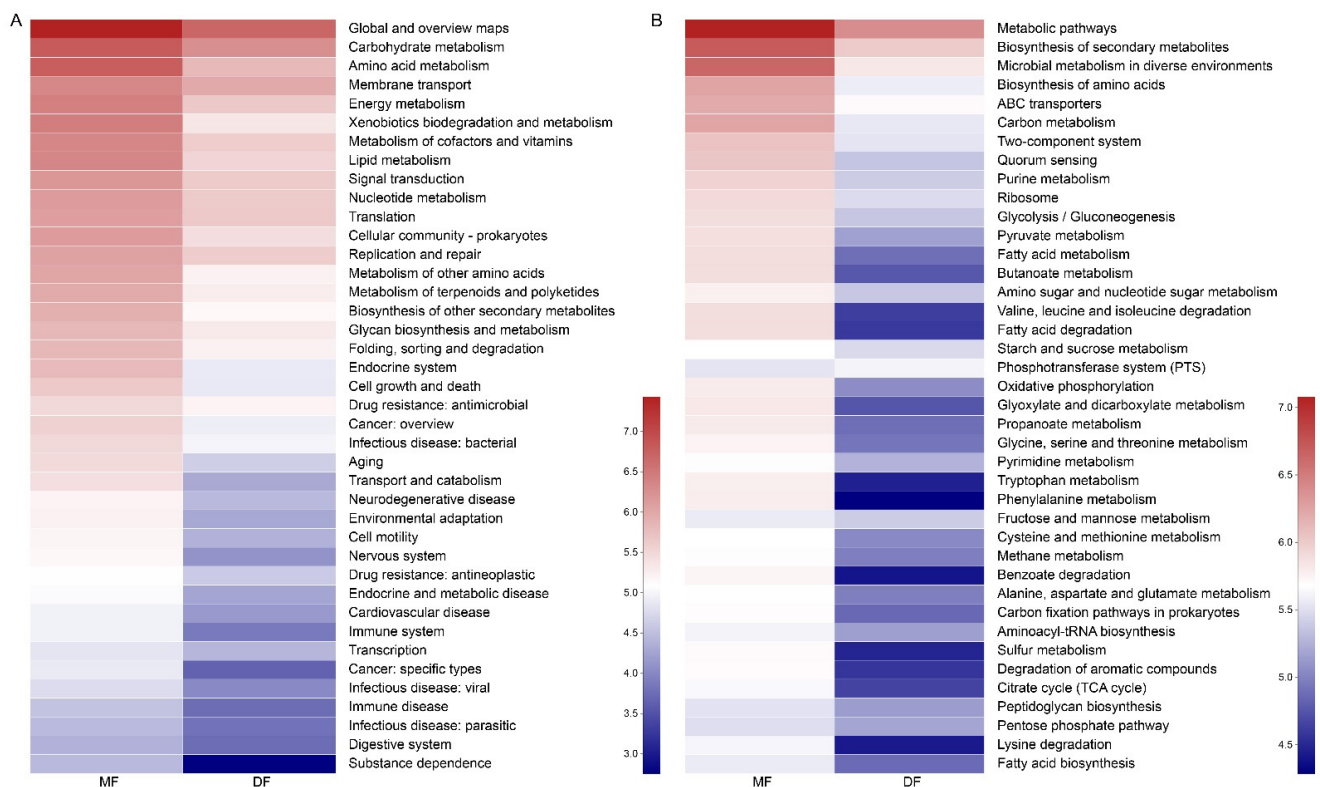 A
Global and overview maps
Carbohydrate metabolism
Amino acid metabolism
Membrane transport
Energy metabolism
Xenobiotics biodegradation and metabolism
Metabolism of cofactors and vitamins
Lipid metabolism
Signal transduction
Nucleotide metabolism
Translation
Cellular community - prokaryotes
Replication and repair
Metabolism of other amino acids
Metabolism of terpenoids and polyketides
Biosynthesis of other secondary metabolites
Glycan biosynthesis and metabolism
Folding, sorting and degradation
Endocrine system
Cell growth and death
Drug resistance: antimicrobial
Cancer: overview
Infectious disease: bacterial
Aging
Transport and catabolism
Neurodegenerative disease
Environmental adaptation
Cell motility
Nervous system
Drug resistance: antineoplastic
Endocrine and metabolic disease
Cardiovascular disease
Immune system
Transcription
Cancer: specific types
Infectious disease: viral
Immune disease
Infectious disease: parasitic
Digestive system
Substance dependence
MF DF
7.0
6.5
6.0
5.5
5.0
4.5
4.0
3.5
3.0
B
Metabolic pathways
Biosynthesis of secondary metabolites
Microbial metabolism in diverse environments
Biosynthesis of amino acids
ABC transporters
Carbon metabolism
Two-component system
Quorum sensing
Purine metabolism
Ribosome
Glycolysis / Gluconeogenesis
Pyruvate metabolism
Fatty acid metabolism
Butanoate metabolism
Amino sugar and nucleotide sugar metabolism
Valine, leucine and isoleucine degradation
Fatty acid degradation
Starch and sucrose metabolism
Phosphotransferase system (PTS)
Oxidative phosphorylation
Glyoxylate and dicarboxylate metabolism
Propanoate metabolism
Glycine, serine and threonine metabolism
Pyrimidine metabolism
Tryptophan metabolism
Phenylalanine metabolism
Fructose and mannose metabolism
Cysteine and methionine metabolism
Methane metabolism
Benzoate degradation
Alanine, aspartate and glutamate metabolism
Carbon fixation pathways in prokaryotes
Aminoacyl-tRNA biosynthesis
Sulfur metabolism
Degradation of aromatic compounds
Citrate cycle (TCA cycle)
Peptidoglycan biosynthesis
Pentose phosphate pathway
Lysine degradation
Fatty acid biosynthesis
MF DF
7.0
6.5
6.0
5.5
5.0
4.5